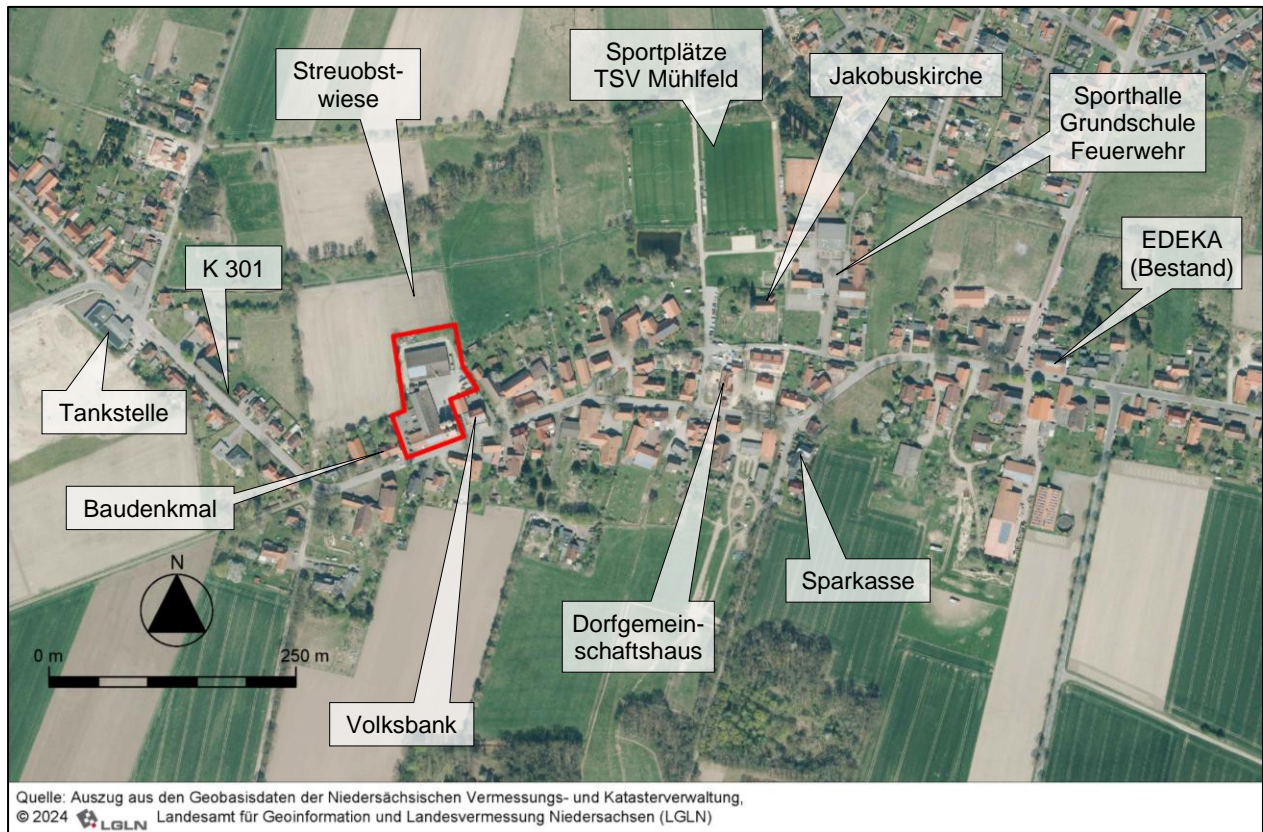 Streuobst-
wiese
Sportplätze
TSV Mühlfeld
Jakobuskirche
Sporthalle
Grundschule
Feuerwehr
K 301
EDEKA
(Bestand)
Tankstelle
Baudenkmal
N
Sparkasse
Dorfgemein-
schaftshaus
0 m
250 m
Volksbank
Quelle: Auszug aus den Geobasisdaten der Niedersächsischen Vermessungs- und Katasterverwaltung,
© 2024 LGLN Landesamt für Geoinformation und Landesvermessung Niedersachsen (LGLN)